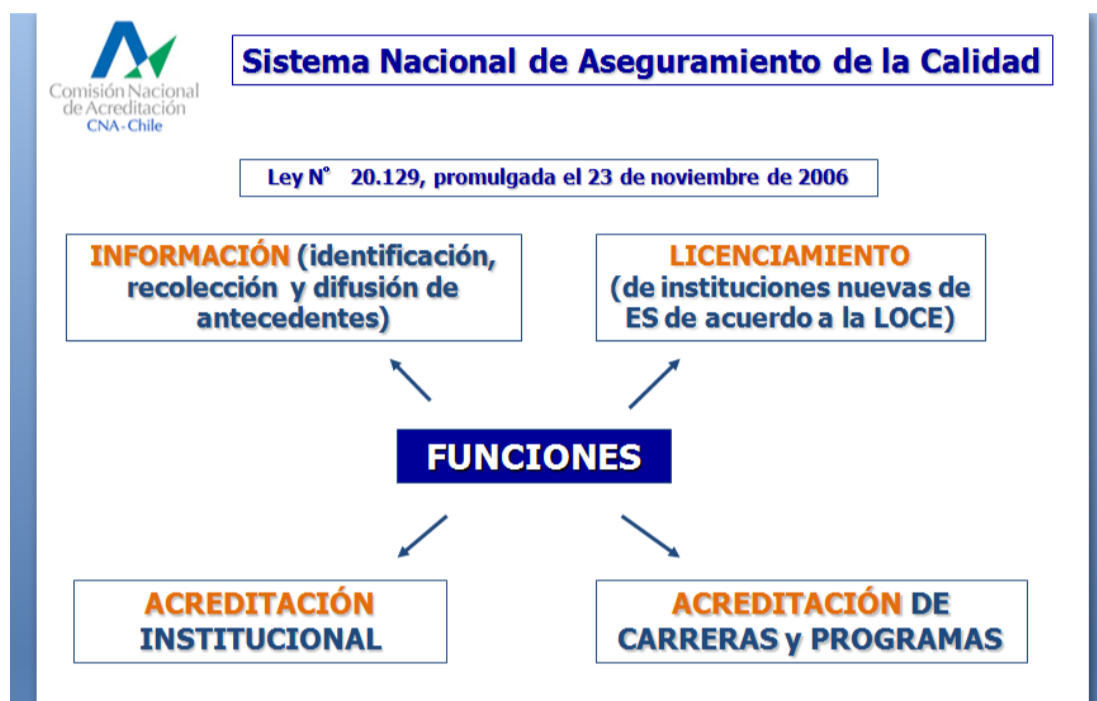 Comisión Nacional
de Acreditación
CNA-Chile
Sistema Nacional de Aseguramiento de la Calidad
Ley N° 20.129, promulgada el 23 de noviembre de 2006
INFORMACIÓN (identificación,
recolección y difusión de
antecedentes)
LICENCIAMIENTO
(de instituciones nuevas de
ES de acuerdo a la LOCE)
FUNCIONES
ACREDITACIÓN
INSTITUCIONAL
ACREDITACIÓN DE
CARRERAS y PROGRAMAS